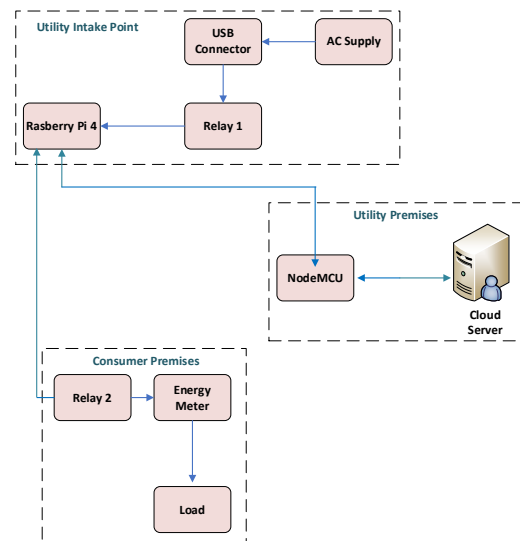 Utility Intake Point
USB
Connector
AC Supply
Rasberry Pi 4
Relay 1
Utility Premises
NodeMCU
Cloud
Server
Consumer Premises
Relay 2
Energy
Meter
Load